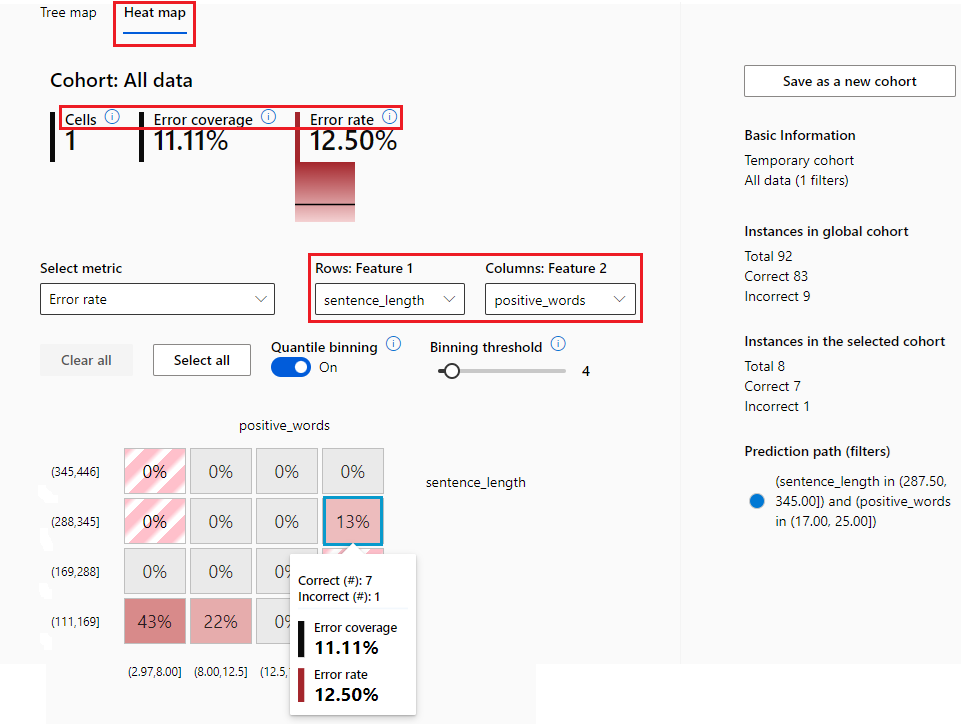 Tree map
Heat map
Cohort: All data
Cells
1
Error coverage
11.11%
Error rate
12.50%
Select metric
Error rate
Rows: Feature 1
sentence_length
Columns: Feature 2
positive_words
Clear all
Select all
Quantile binning
On
Binning threshold
4
positive_words
(345,446] 0% 0% 0% 0%
sentence_length
(288,345] 0% 0% 0% 13%
(169,288] 0% 0%
(111,169] 43% 22%
(2.97,8.00] (8.00,12.5] (12.5,
Correct (#): 7
Incorrect (#): 1
Error coverage
11.11%
Error rate
12.50%
Save as a new cohort
Basic Information
Temporary cohort
All data (1 filters)
Instances in global cohort
Total 92
Correct 83
Incorrect 9
Instances in the selected cohort
Total 8
Correct 7
Incorrect 1
Prediction path (filters)
(sentence_length in (287.50,
345.00]) and (positive_words
in (17.00, 25.00])